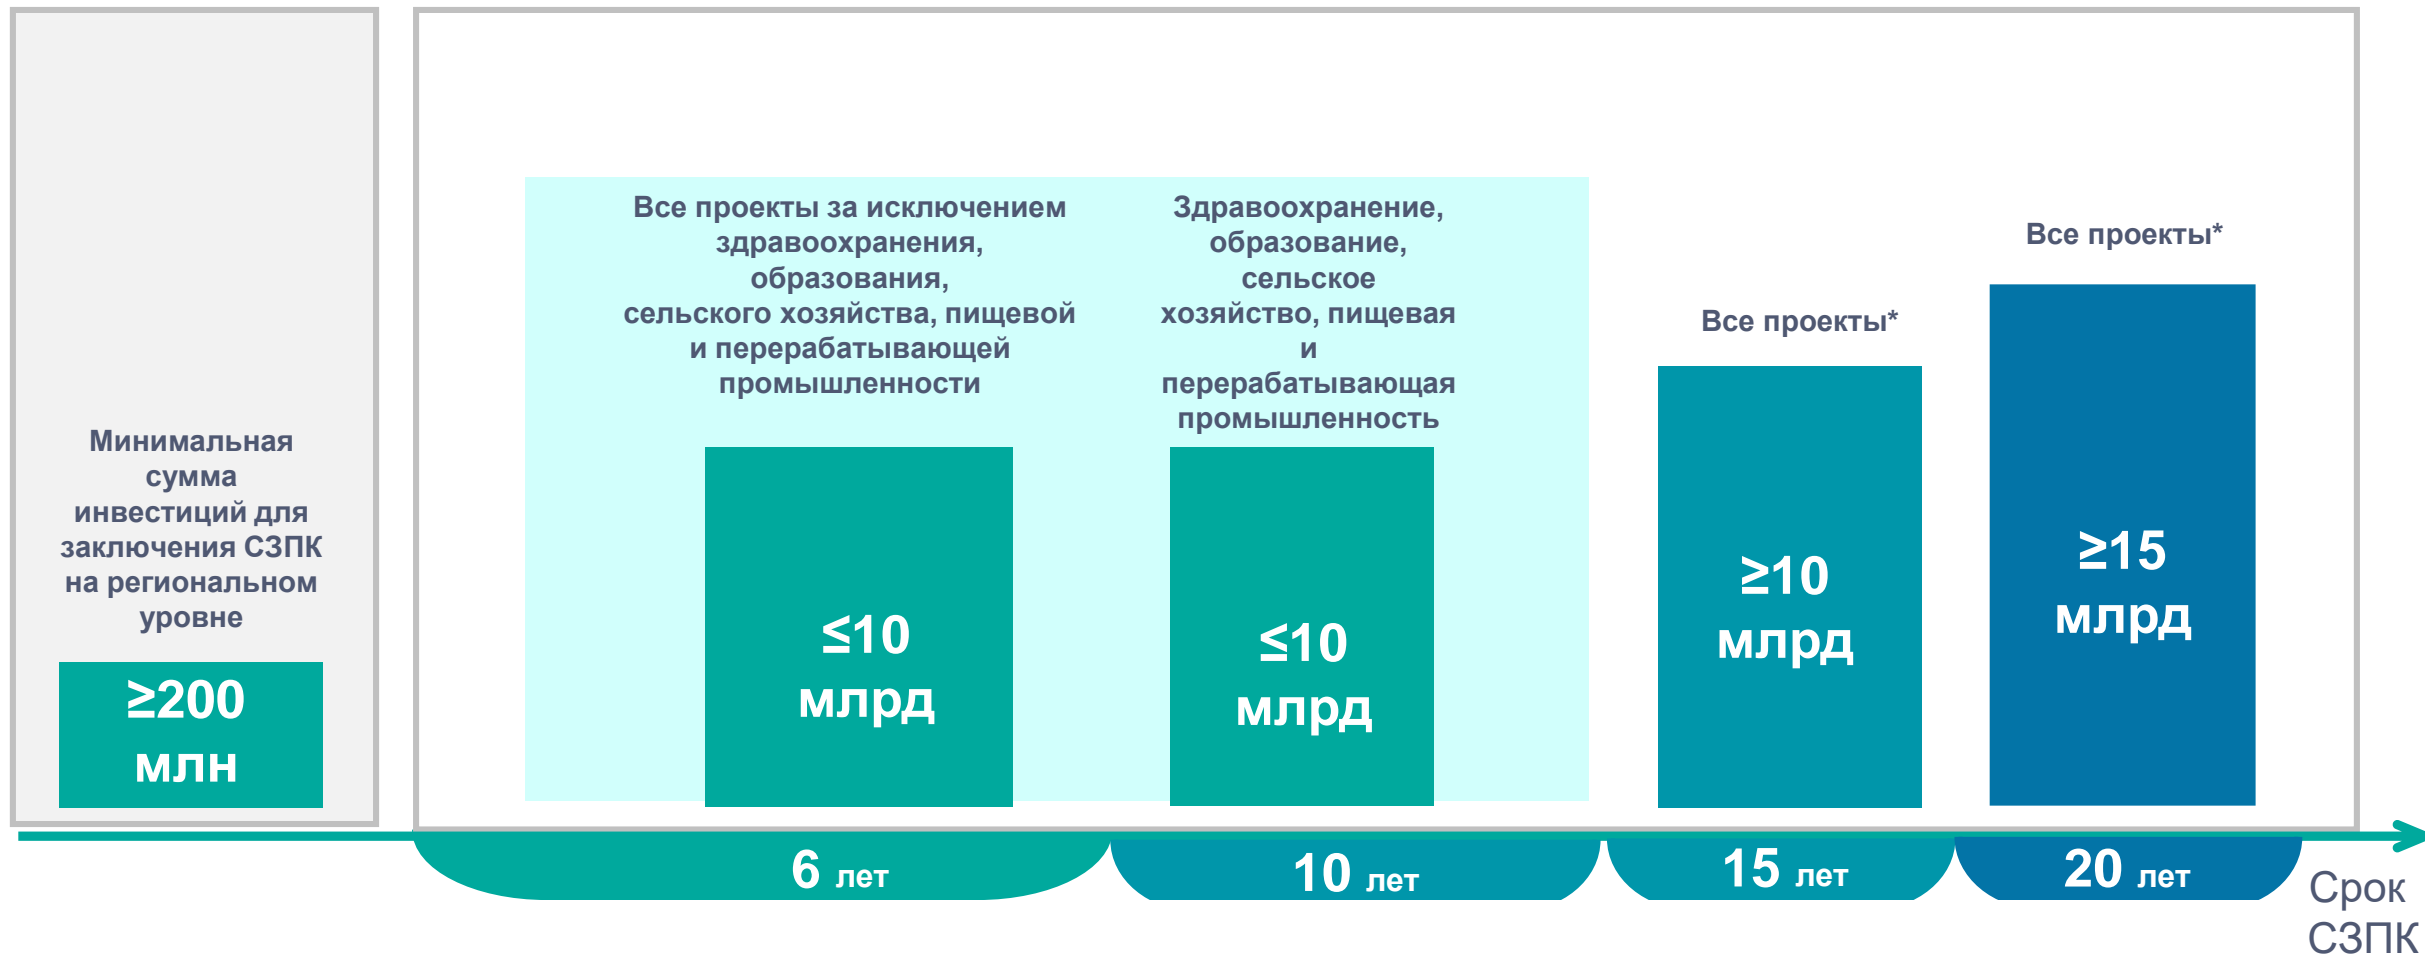 Минимальная
сумма
инвестиций для
заключения СЗПК
на региональном
уровне
≥200
млн
Все проекты за исключением
здравоохранения,
образования,
сельского хозяйства, пищевой
и перерабатывающей
промышленности
≤10
млрд
Здравоохранение,
образование,
сельское
хозяйство, пищевая
и
перерабатывающая
промышленность
≤10
млрд
Все проекты*
≥10
млрд
Все проекты*
≥15
млрд
6 лет
10 лет
15 лет
20 лет
Срок
СЗПК